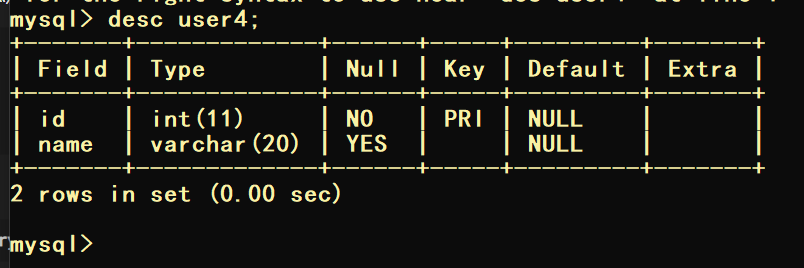 mysql> desc user4;
+-------+-------------+------+-----+---------+-------+
| Field | Type | Null | Key | Default | Extra |
+-------+-------------+------+-----+---------+-------+
| id | int(11) | NO | PRI | NULL | |
| name | varchar(20) | YES | | NULL | |
+-------+-------------+------+-----+---------+-------+
2 rows in set (0.00 sec)
mysql>